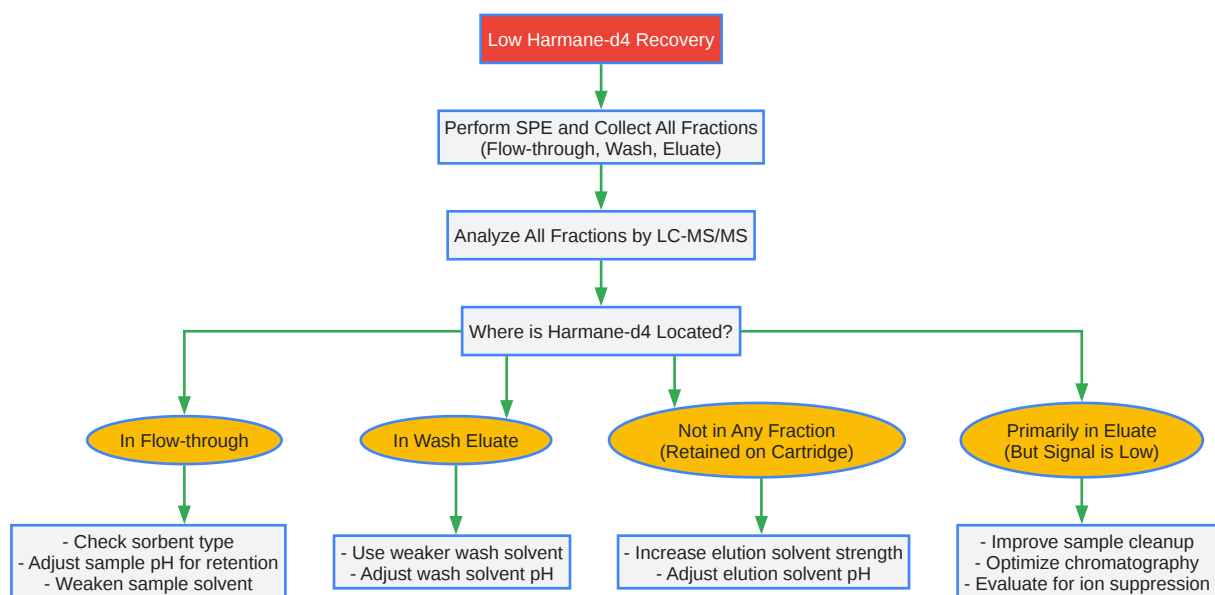 Low Harmane-d4 Recovery
Perform SPE and Collect All Fractions
(Flow-through, Wash, Eluate)
Analyze All Fractions by LC-MS/MS
Where is Harmane-d4 Located?
In Flow-through
In Wash Eluate
Not in Any Fraction
(Retained on Cartridge)
Primarily in Eluate
(But Signal is Low)
- Check sorbent type
- Adjust sample pH for retention
- Weaken sample solvent
- Use weaker wash solvent
- Adjust wash solvent pH
- Increase elution solvent strength
- Adjust elution solvent pH
- Improve sample cleanup
- Optimize chromatography
- Evaluate for ion suppression